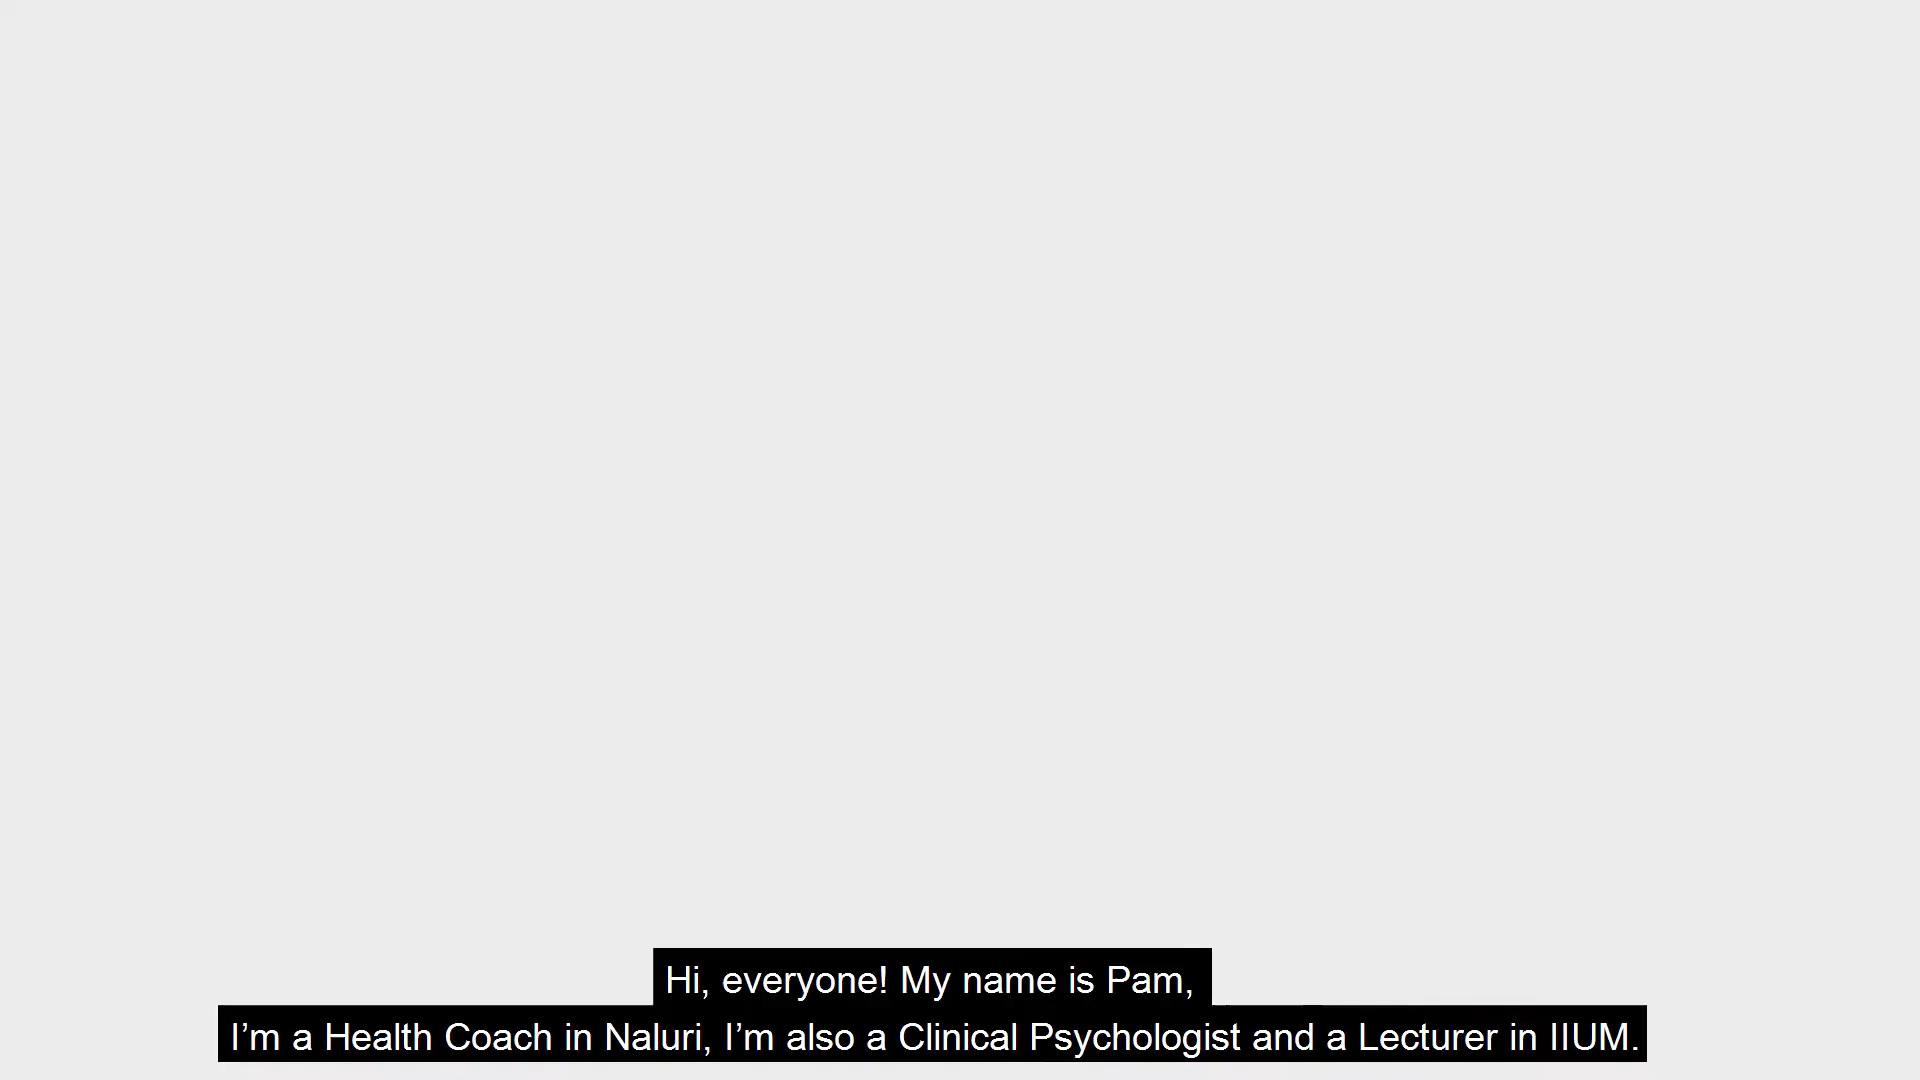 Hi, everyone! My name is Pam,
I’m a Health Coach in Naluri, I’m also a Clinical Psychologist and a Lecturer in IIUM.